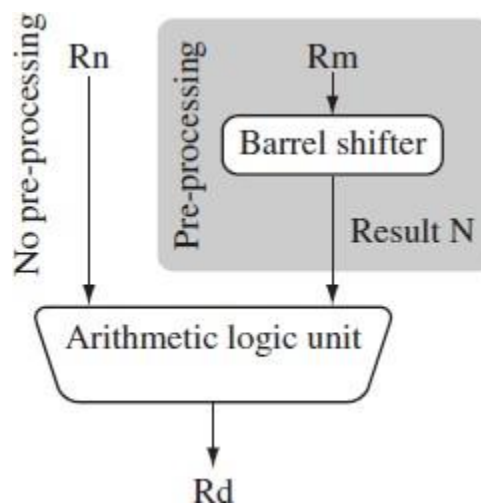 No pre-processing
Rn
Pre-processing
Rm
Barrel shifter
Result N
Arithmetic logic unit
Rd